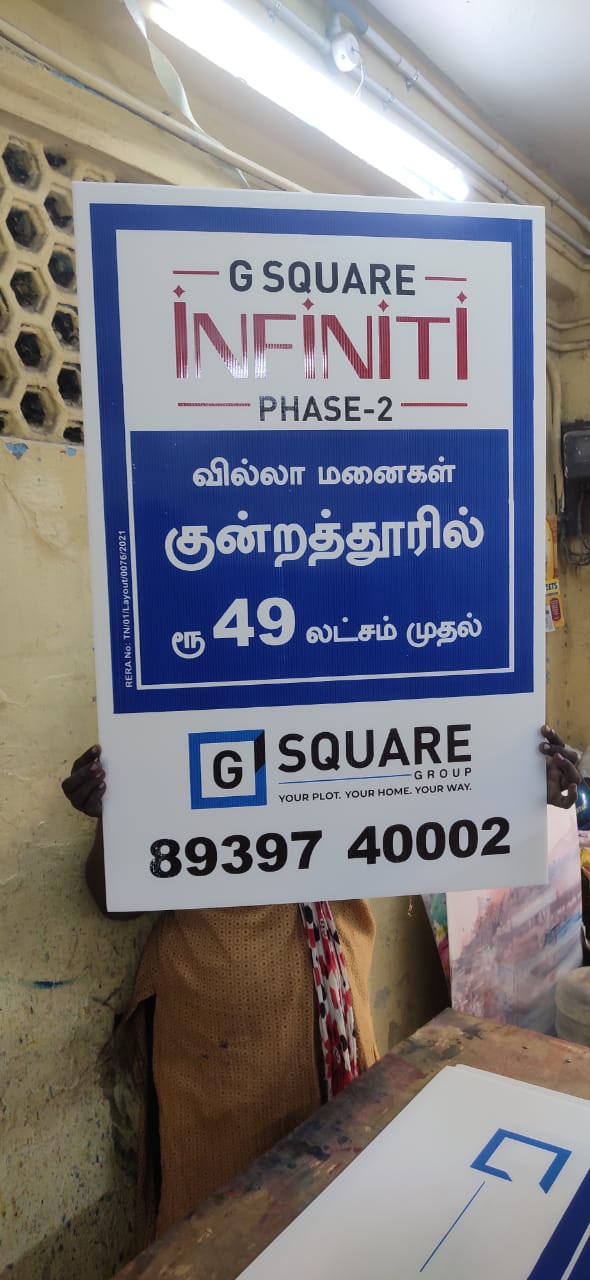 G SQUARE
INFINITI
PHASE-2
வில்லா மனைகள்
குன்றத்தூரில்
ரூ 49 லட்சம் முதல்
RERA No: TN/01/Layout/0076/2021
G SQUARE
GROUP
YOUR PLOT. YOUR HOME. YOUR WAY.
89397 40002